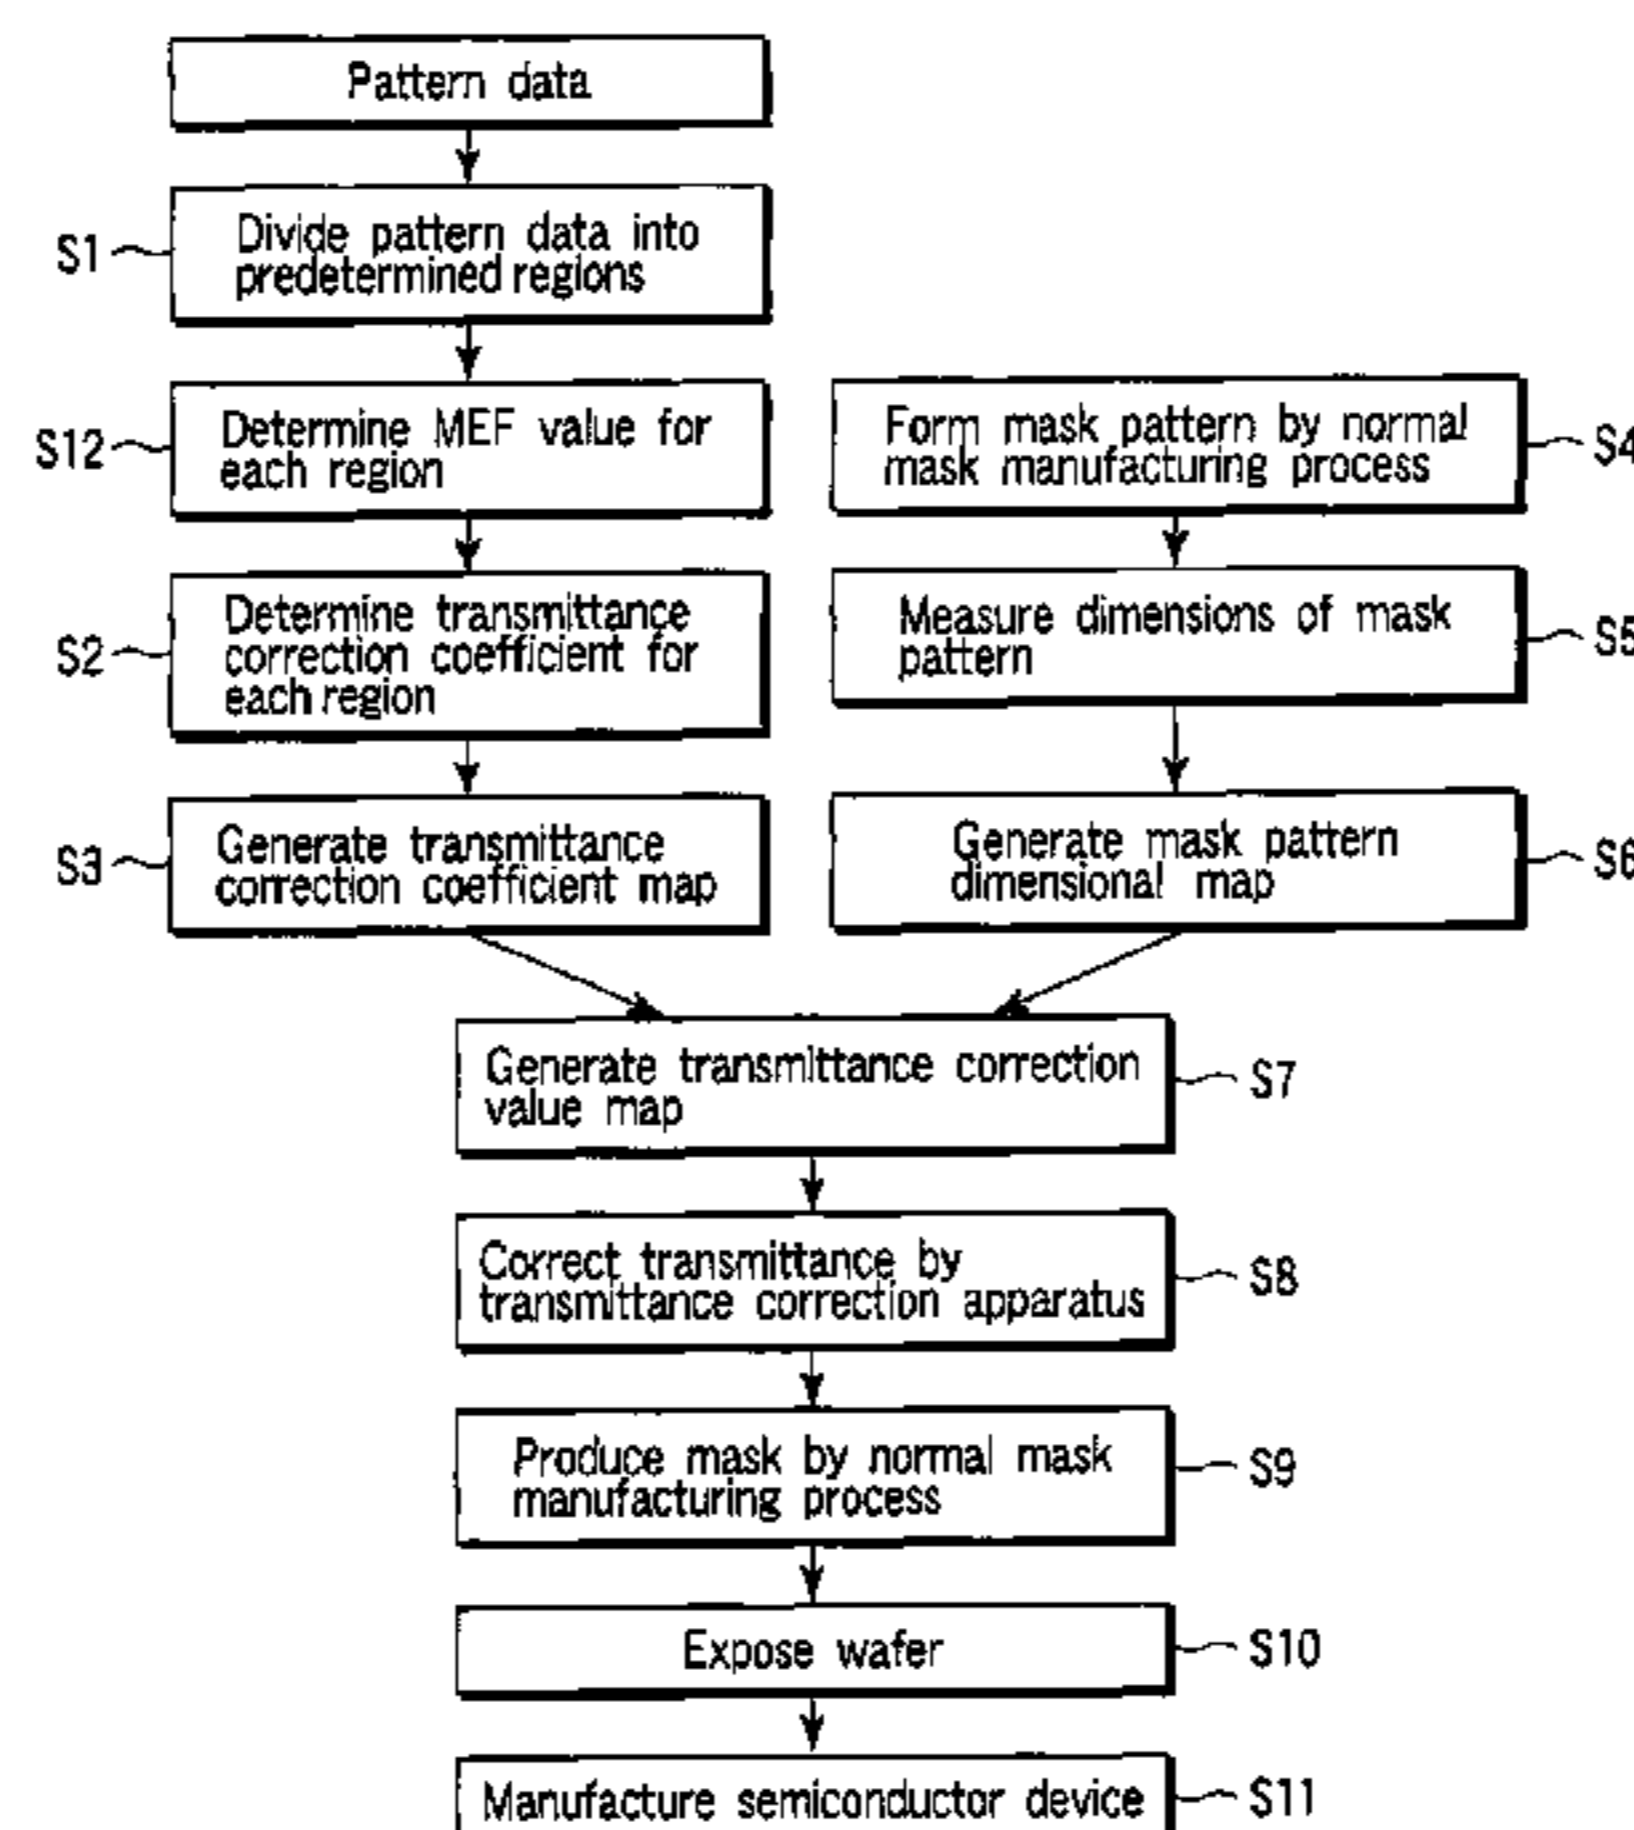 Pattern data
S1
Divide pattern data into
predetermined regions
S12
Determine MEF value for
each region
S2
Determine transmittance
correction coefficient for
each region
S3
Generate transmittance
correction coefficient map
Form mask pattern by normal
mask manufacturing process
S4
Measure dimensions of mask
pattern
S5
Generate mask pattern
dimensional map
S6
Generate transmittance correction
value map
S7
Correct transmittance by
transmittance correction apparatus
S8
Produce mask by normal mask
manufacturing process
S9
Expose wafer
S10
Manufacture semiconductor device
S11